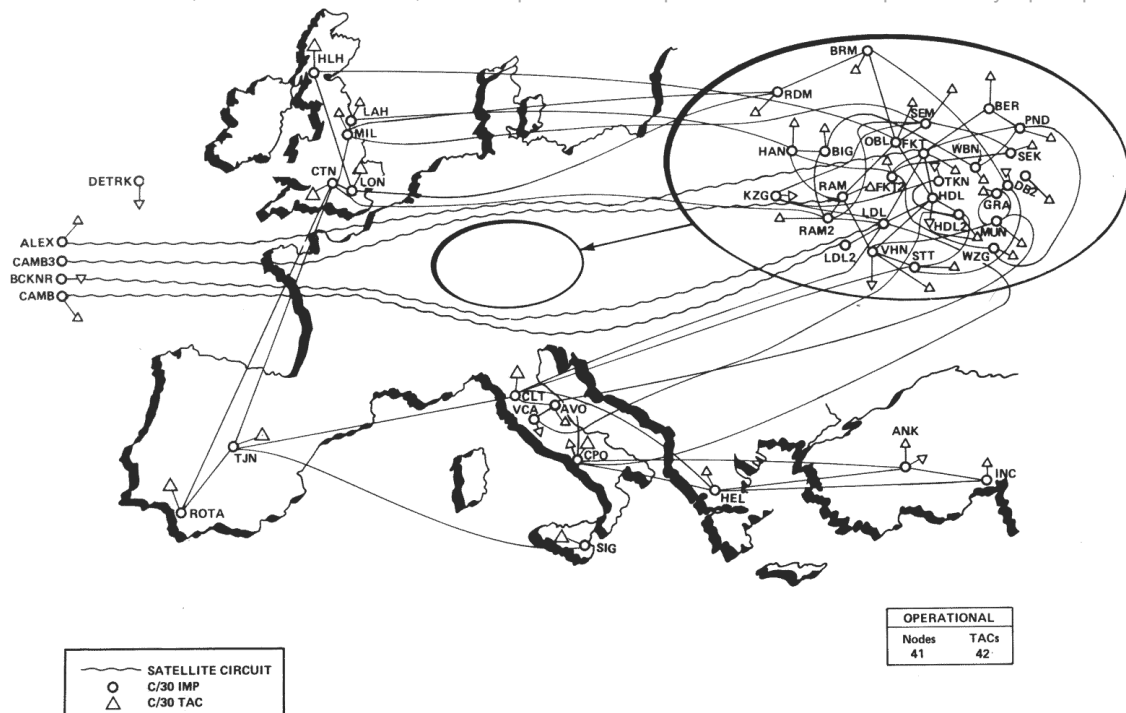 HLH
LAH
MIL
CTN
LON
DETRK
ALEX
CAMB3
BCKNR
CAMB
BRM
RDM
BER
SEM
PND
OBL
FKT
WBN
SEK
HAN
BIG
FKT2
TKN
DBZ
KZG
RAM
HDL
GRA
RAM2
LDL
HDL2
MUN
LDL2
VHN
STT
WZG
CLT
VCA
AVO
TJN
CPO
ANK
HEL
INC
ROTA
SIG
OPERATIONAL
Nodes TACs
41 42
SATELLITE CIRCUIT
C/30 IMP
C/30 TAC